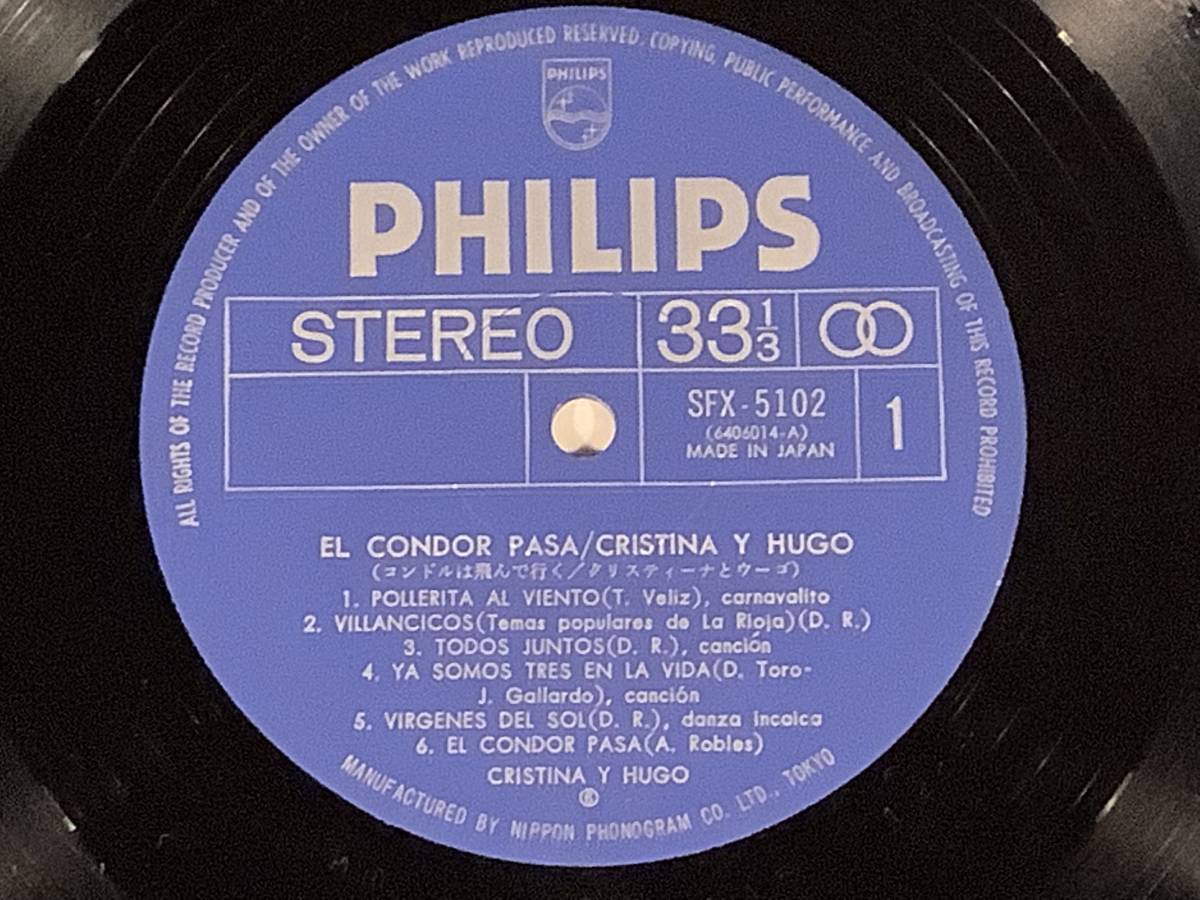 ALL RIGHTS OF THE RECORD PRODUCER AND OF THE OWNER OF THE WORK REPRODUCED RESERVED. COPYING, PUBLIC PERFORMANCE AND BROADCASTING OF THIS RECORD PROHIBITED
PHILIPS
PHILIPS
STEREO 33 1/3
SFX-5102 1
(6406014-A)
MADE IN JAPAN
EL CONDOR PASA/CRISTINA Y HUGO
(コンドルは飛んで行く/クリスティーナとウーゴ)
1. POLLERITA AL VIENTO(T. Veliz), carnavalito
2. VILLANCICOS(Temas populares de La Rioja)(D. R.)
3. TODOS JUNTOS(D. R.), canción
4. YA SOMOS TRES EN LA VIDA(D. Toro-
J. Gallardo), canción
5. VIRGENES DEL SOL(D. R.), danza incaica
6. EL CONDOR PASA(A. Robles)
CRISTINA Y HUGO
Ⓡ
MANUFACTURED BY NIPPON PHONOGRAM CO. LTD., TOKYO